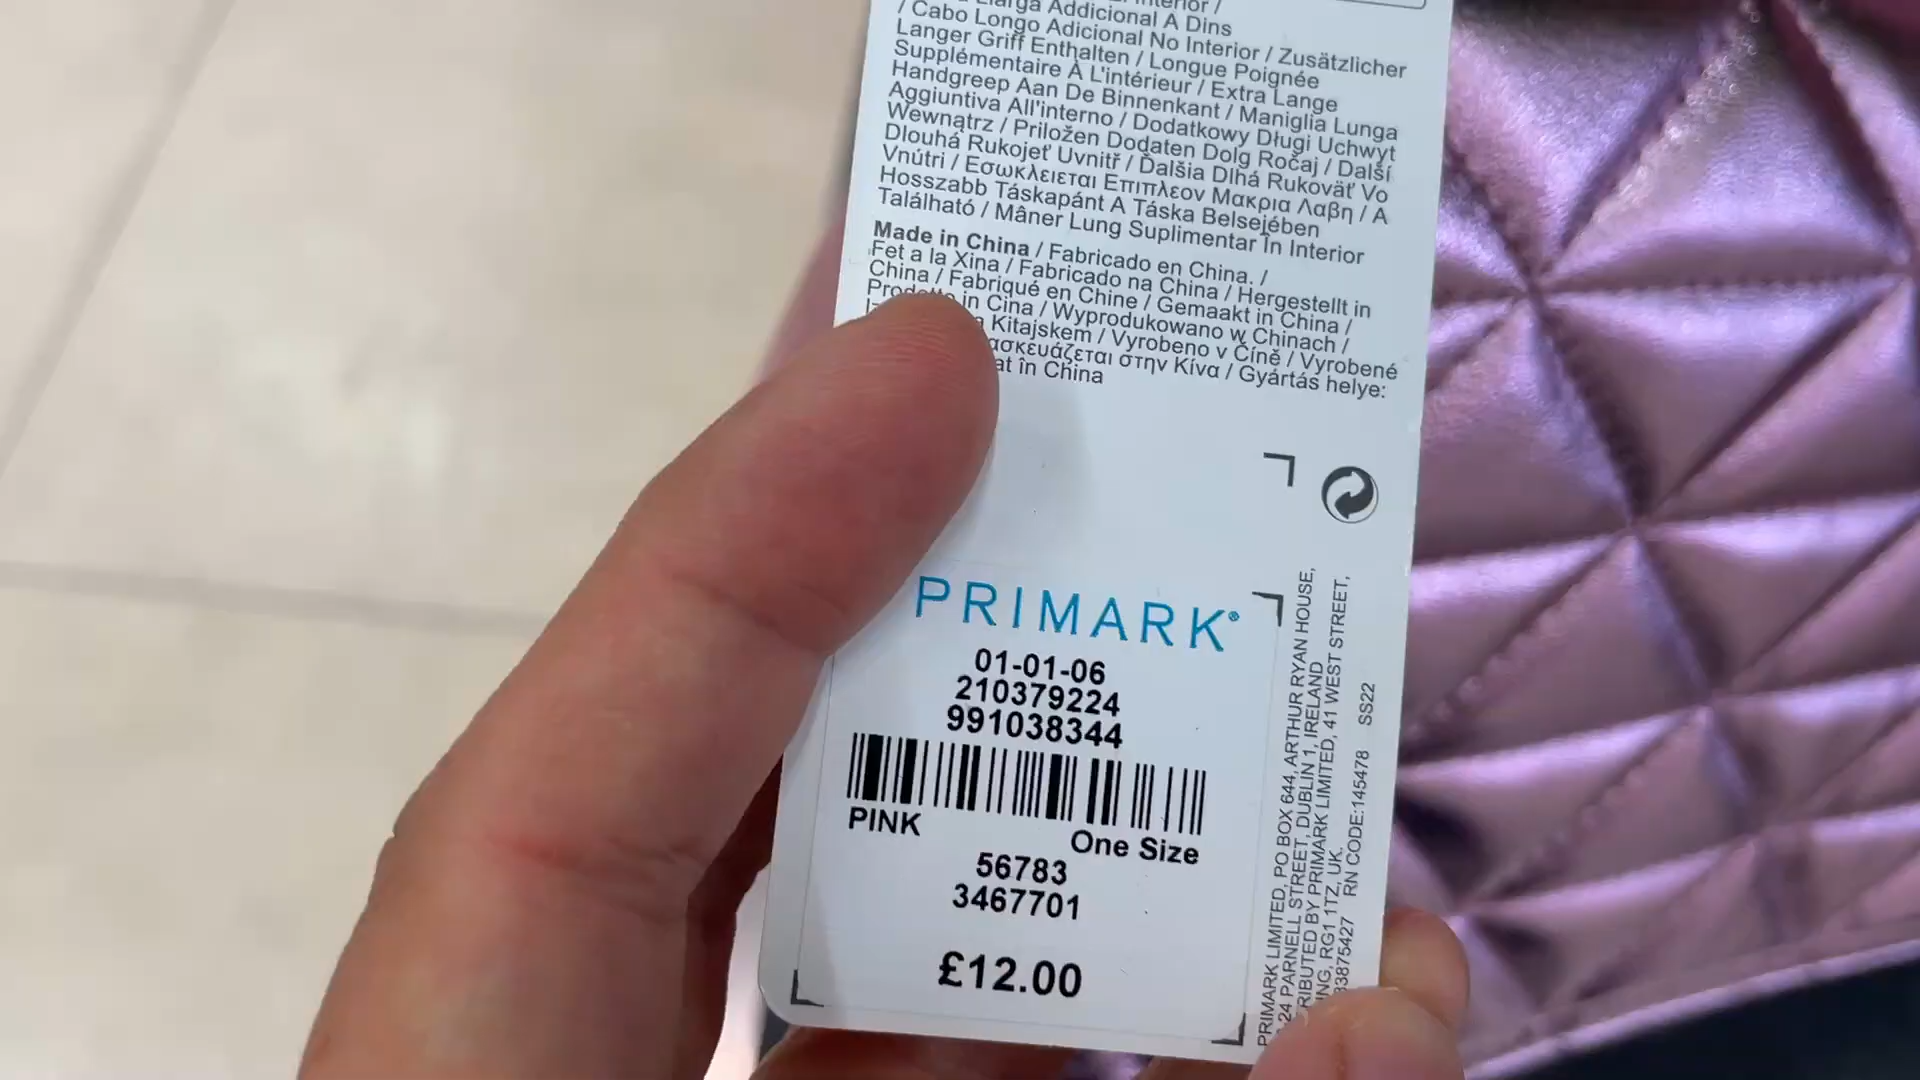 Addicional A Dins
/ Cabo Longo Adicional No Interior / Zusätzlicher
Langer Griff Enthalten / Longue Poignée
Supplémentaire À L'intérieur / Extra Lange
Handgreep Aan De Binnenkant / Maniglia Lunga
Aggiuntiva All'interno / Dodatkowy Długi Uchwyt
Wewnątrz / Priložen Dodaten Dolg Ročaj / Další
Dlouhá Rukojeť Uvnitř / Ďalšia Dlhá Rukoväť Vo
Vnútri / Εσωκλειεται Επιπλεον Μακρια Λαβη / A
Hosszabb Táskapánt A Táska Belsejében
Található / Mâner Lung Suplimentar În Interior
Made in China / Fabricado en China. /
Fet a la Xina / Fabricado na China / Hergestellt in
China / Fabriqué en Chine / Gemaakt in China /
in Cina / Wyprodukowano w Chinach /
Kitajskem / Vyrobeno v Číně / Vyrobené
στην Κίνα / Gyártás helye:
în China
PRIMARK®
01-01-06
210379224
991038344
PINK
One Size
56783
3467701
£12.00
PRIMARK LIMITED, PO BOX 644, ARTHUR RYAN HOUSE,
24 PARNELL STREET, DUBLIN 1, IRELAND
BY PRIMARK LIMITED, 41 WEST STREET,
RG1 1TZ, UK.
RN CODE:145478 SS22